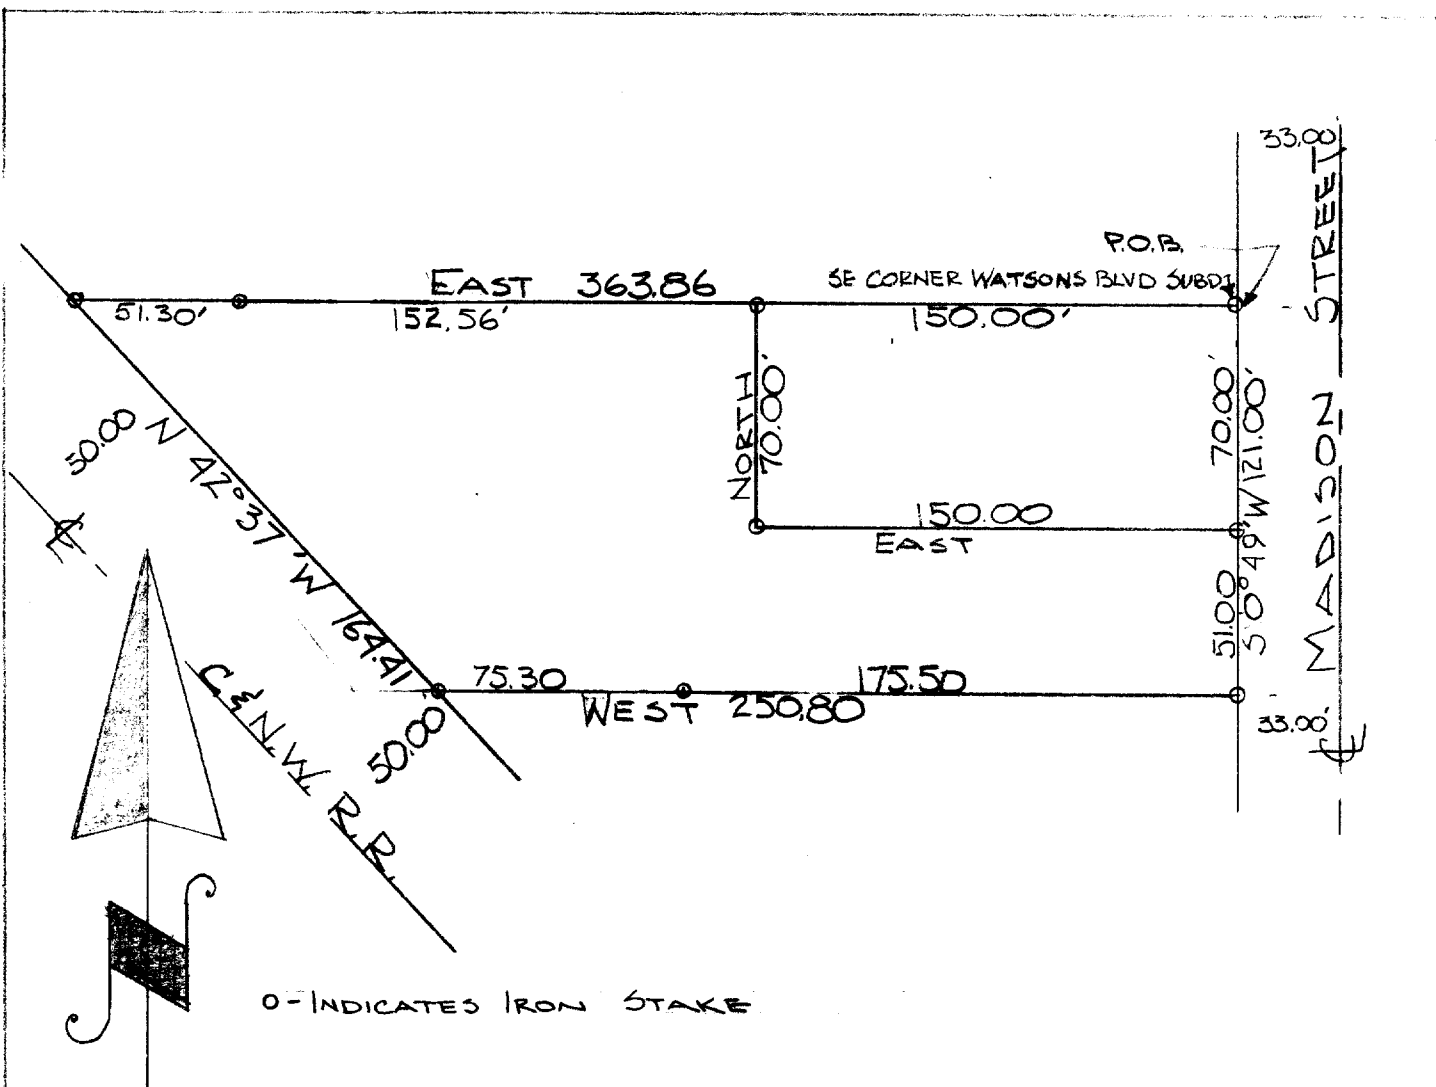 33.00'
P.O.B.
SE CORNER WATSONS BLVD SUBD.
EAST 363.86
51.30'
152.56'
150.00'
MADISON STREET
NORTH
70.00'
70.00'
S 0° 49' W 121.00'
50.00
N 42° 37' W 164.41
150.00
EAST
51.00
75.30
175.50
WEST 250.80
33.00'
50.00
C. & N. W. R.R.
N
O-INDICATES IRON STAKE